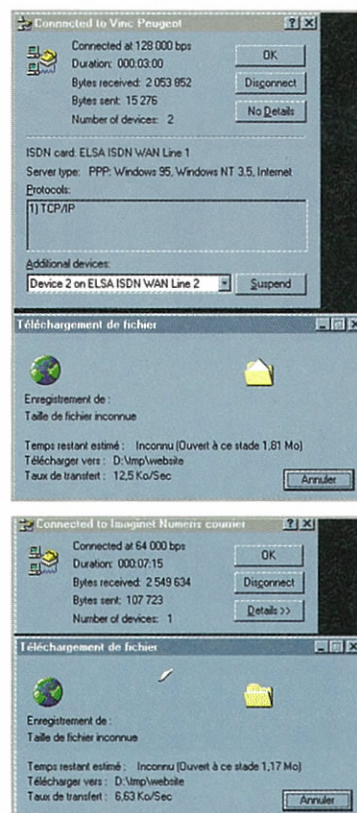 Connected to Vinc Peugeot
Connected at 128 000 bps
Duration: 000:03:00
Bytes received: 2 053 852
Bytes sent: 15 276
Number of devices: 2
OK
Disconnect
No Details
ISDN card: ELSA ISDN WAN Line 1
Server type: PPP: Windows 95, Windows NT 3.5, Internet
Protocols:
1) TCP/IP
Additional devices:
Device 2 on ELSA ISDN WAN Line 2
Suspend
Téléchargement de fichier
Enregistrement de :
Taille de fichier inconnue
Temps restant estimé : Inconnu (Ouvert à ce stade 1,81 Mo)
Télécharger vers : D:\tmp\website
Taux de transfert : 12,5 Ko/Sec
Annuler
Connected to Imaginet Numeris courrier
Connected at 64 000 bps
Duration: 000:07:15
Bytes received: 2 549 634
Bytes sent: 107 723
Number of devices: 1
OK
Disconnect
Details >>
Téléchargement de fichier
Enregistrement de :
Taille de fichier inconnue
Temps restant estimé : Inconnu (Ouvert à ce stade 1,17 Mo)
Télécharger vers : D:\tmp\website
Taux de transfert : 6,63 Ko/Sec
Annuler